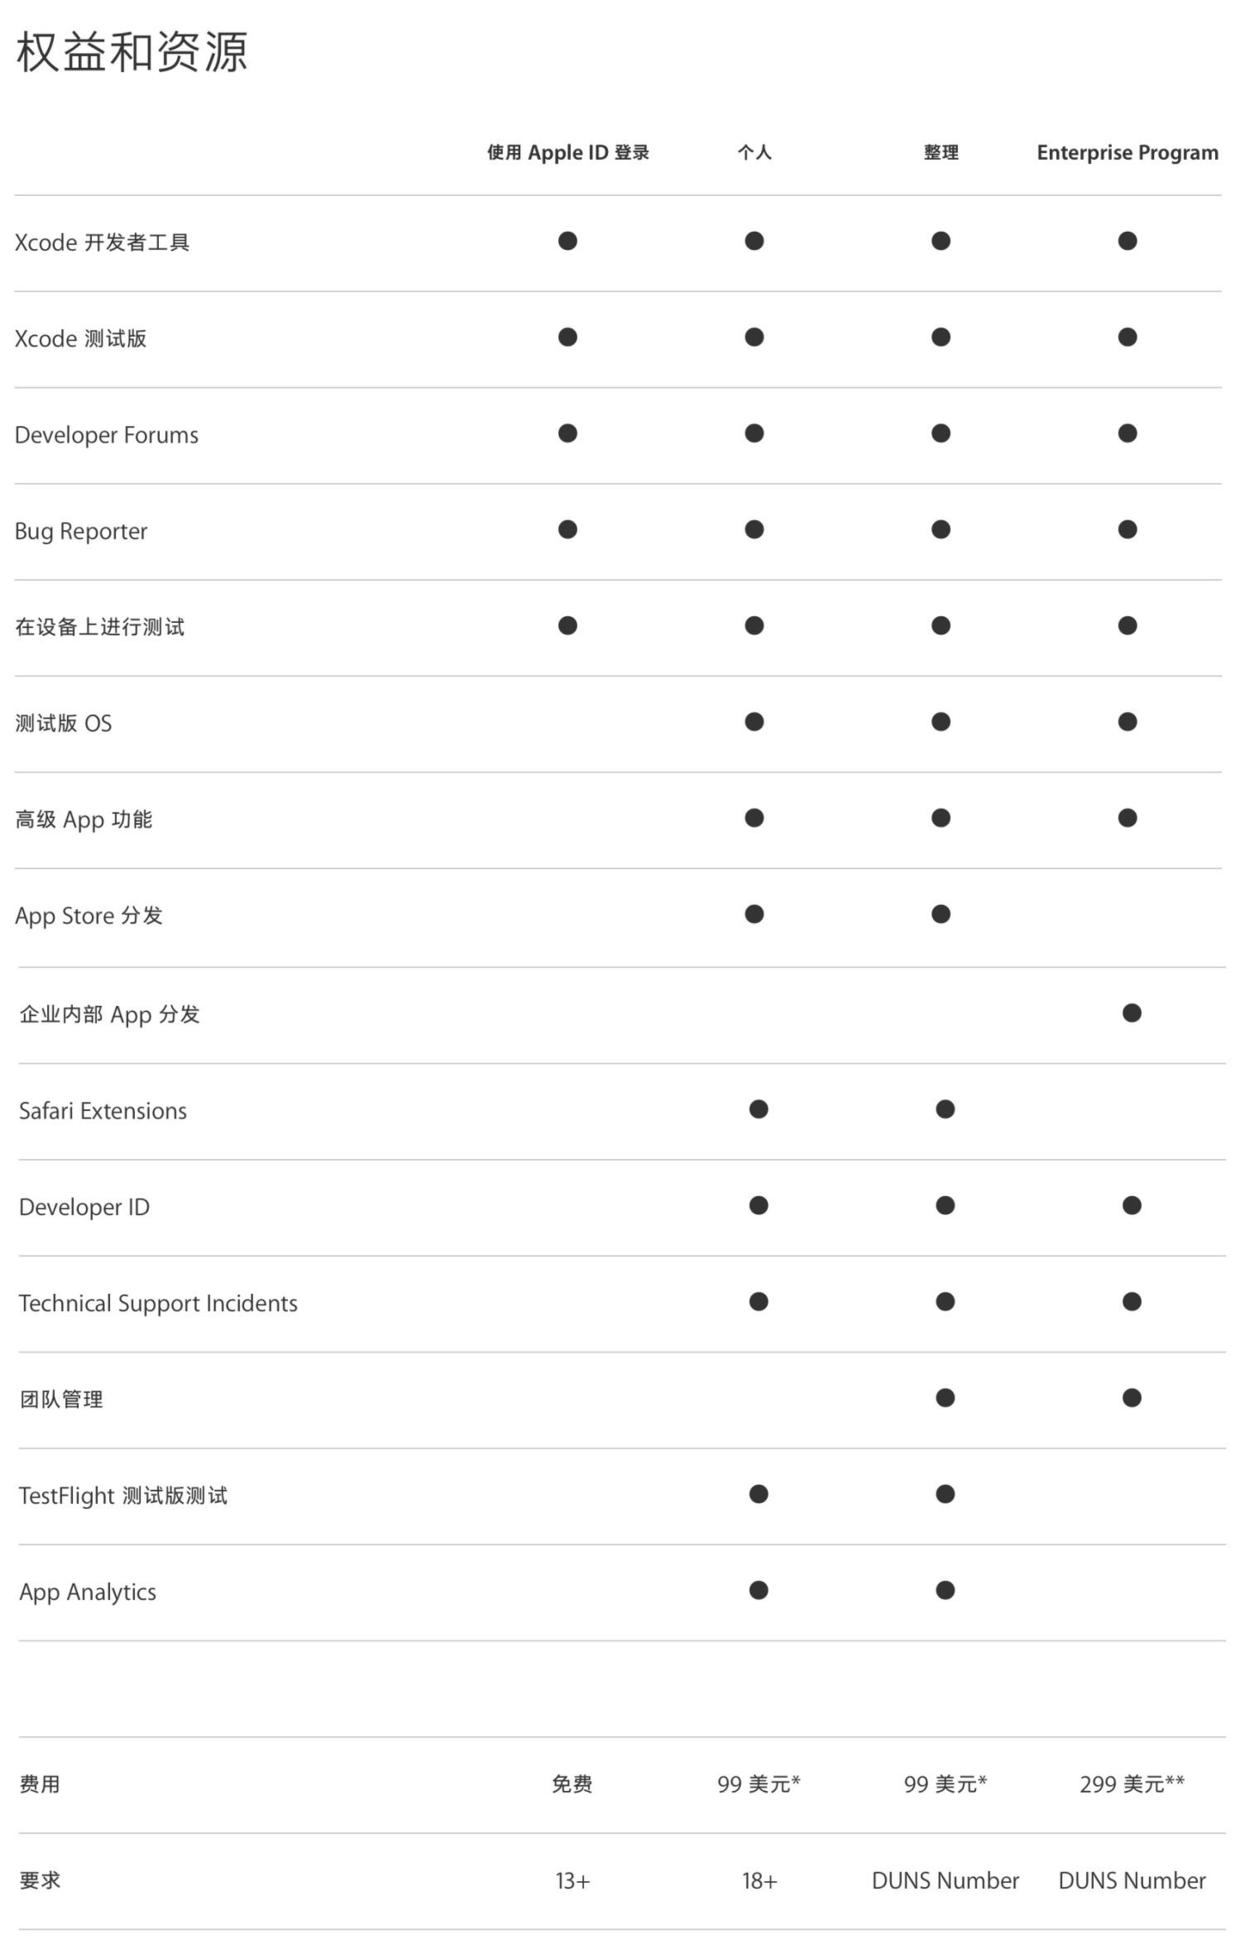 权益和资源
使用 Apple ID 登录 个人 整理 Enterprise Program
Xcode 开发者工具 ● ● ● ●
Xcode 测试版 ● ● ● ●
Developer Forums ● ● ● ●
Bug Reporter ● ● ● ●
在设备上进行测试 ● ● ● ●
测试版 OS ● ● ●
高级 App 功能 ● ● ●
App Store 分发 ● ●
企业内部 App 分发 ●
Safari Extensions ● ●
Developer ID ● ● ●
Technical Support Incidents ● ● ●
团队管理 ● ●
TestFlight 测试版测试 ● ●
App Analytics ● ●
费用 免费 99 美元* 99 美元* 299 美元**
要求 13+ 18+ DUNS Number DUNS Number